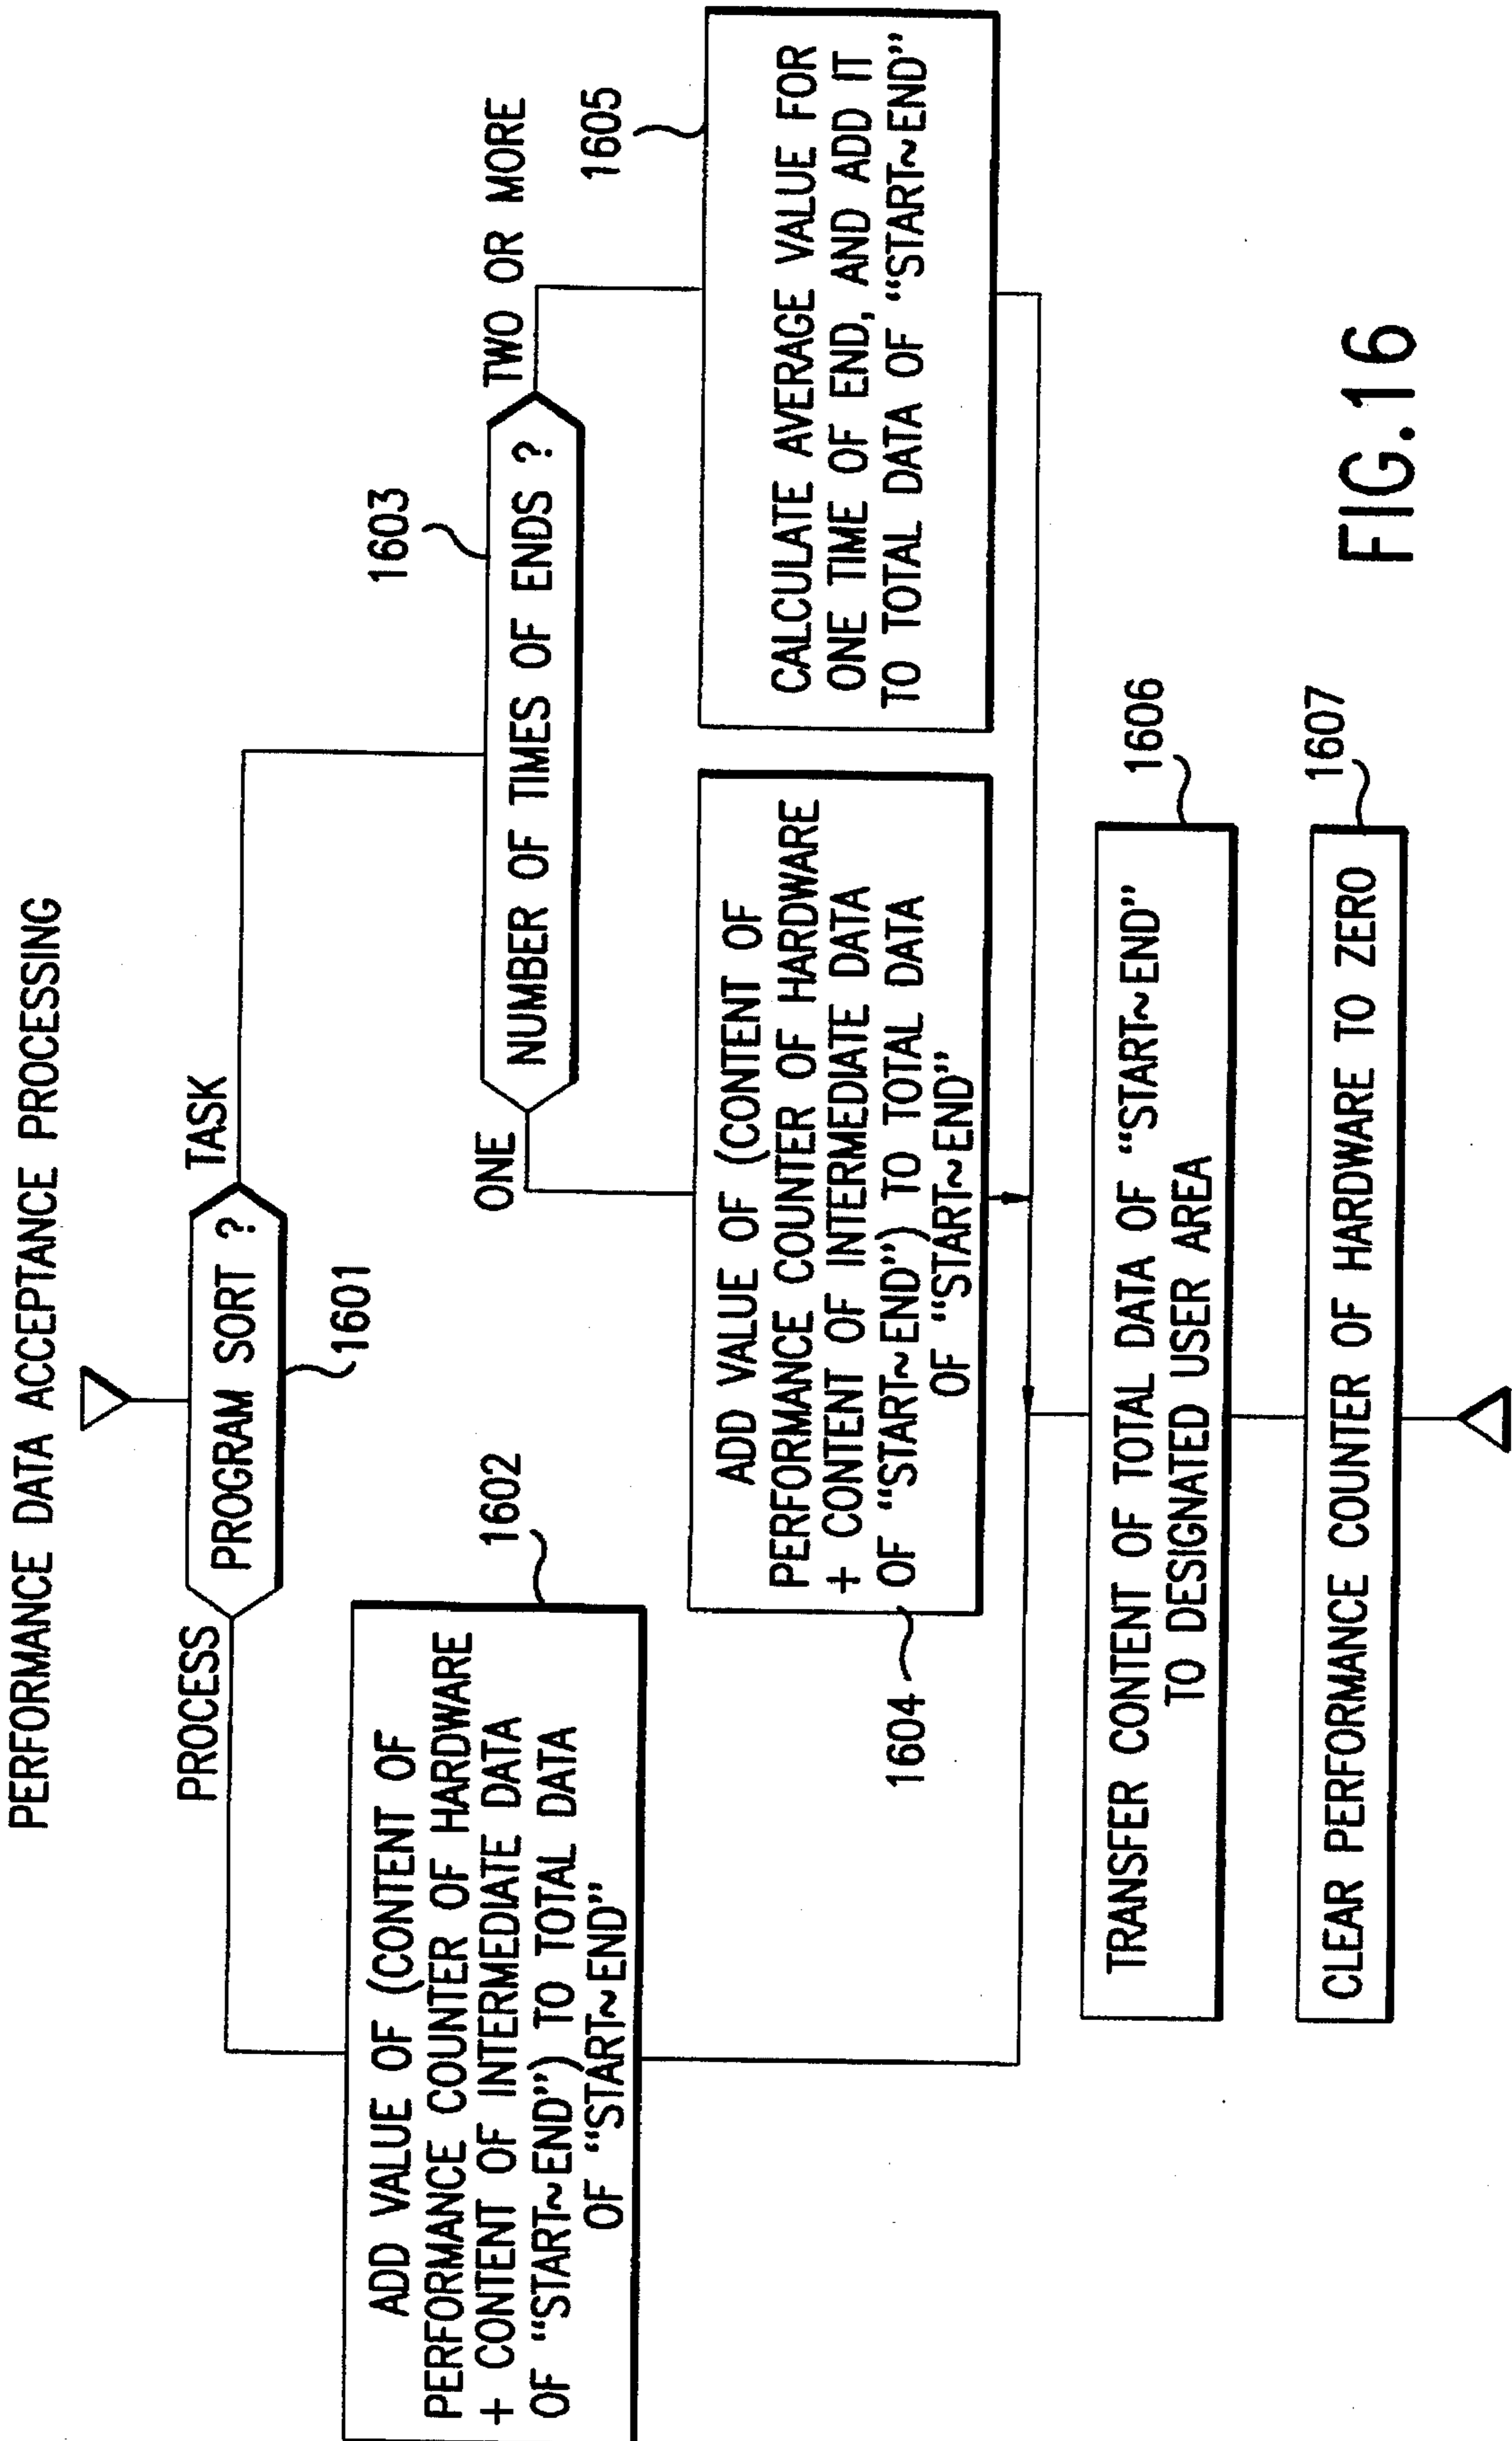 PERFORMANCE DATA ACCEPTANCE PROCESSING
PROCESS
PROGRAM SORT ?
TASK
1601
1602
ADD VALUE OF (CONTENT OF
PERFORMANCE COUNTER OF HARDWARE
+ CONTENT OF INTERMEDIATE DATA
OF "START~END") TO TOTAL DATA
OF "START~END"
1603
ONE
NUMBER OF TIMES OF ENDS ?
TWO OR MORE
1604
ADD VALUE OF (CONTENT OF
PERFORMANCE COUNTER OF HARDWARE
+ CONTENT OF INTERMEDIATE DATA
OF "START~END") TO TOTAL DATA
OF "START~END"
1605
CALCULATE AVERAGE VALUE FOR
ONE TIME OF END, AND ADD IT
TO TOTAL DATA OF "START~END"
1606
TRANSFER CONTENT OF TOTAL DATA OF "START~END"
TO DESIGNATED USER AREA
1607
CLEAR PERFORMANCE COUNTER OF HARDWARE TO ZERO
FIG.16